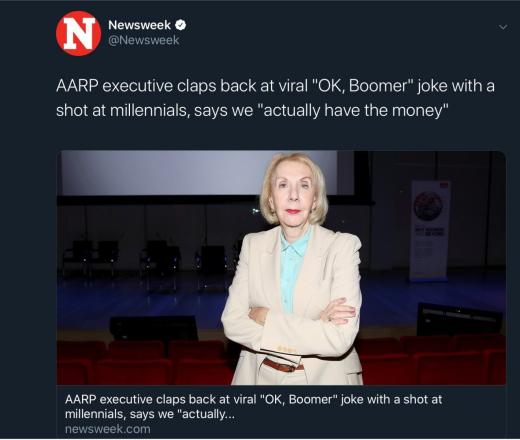 Newsweek
@Newsweek
AARP executive claps back at viral "OK, Boomer" joke with a
shot at millennials, says we "actually have the money"
AARP executive claps back at viral "OK, Boomer" joke with a shot at
millennials, says we "actually...
newsweek.com